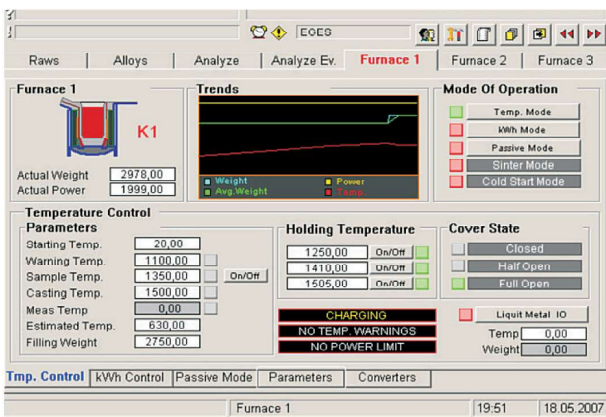 EGES
Raws Alloys Analyze Analyze Ev. Furnace 1 Furnace 2 Furnace 3
Furnace 1
K1
Actual Weight 2978,00
Actual Power 1999,00
Trends
Weight Power
Avg.Weight Temp
Mode Of Operation
Temp. Mode
kWh Mode
Passive Mode
Sinter Mode
Cold Start Mode
Temperature Control
Parameters
Starting Temp. 20,00
Warning Temp. 1100,00
Sample Temp. 1350,00 On/Off
Casting Temp. 1500,00
Meas Temp 0,00
Estimated Temp. 630,00
Filling Weight 2750,00
Holding Temperature
1250,00 On/Off
1410,00 On/Off
1505,00 On/Off
Cover State
Closed
Half Open
Full Open
CHARGING
NO TEMP. WARNINGS
NO POWER LIMIT
Liquit Metal IO
Temp 0,00
Weight 0,00
Tmp. Control kWh Control Passive Mode Parameters Converters
Furnace 1 19:51 18.05.2007